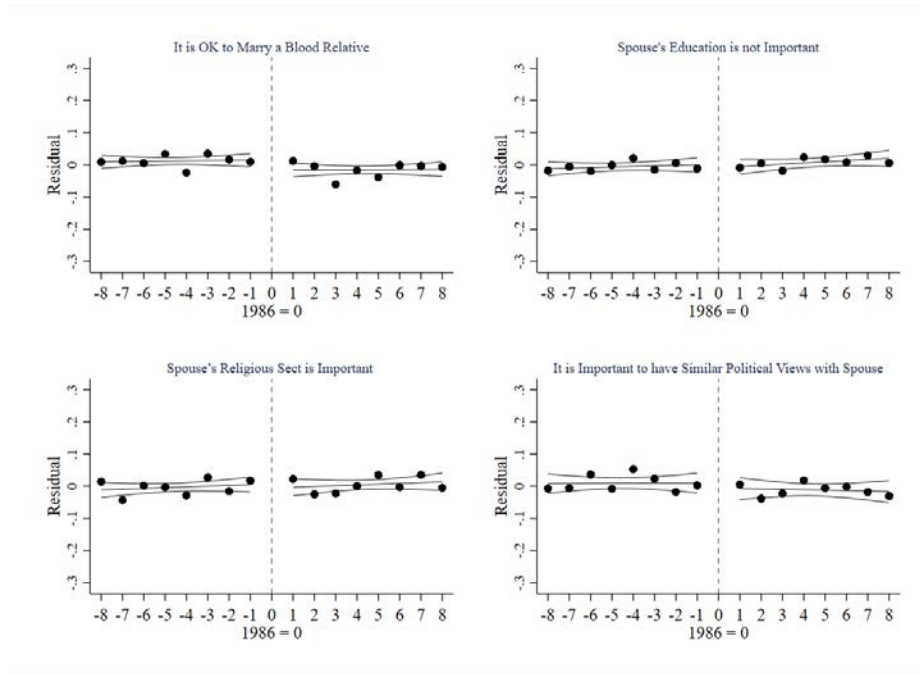 It is OK to Marry a Blood Relative
Residual
.3
.2
.1
0
-.1
-.2
-.3
-8 -7 -6 -5 -4 -3 -2 -1 0 1 2 3 4 5 6 7 8
1986 = 0
Spouse's Education is not Important
Residual
.3
.2
.1
0
-.1
-.2
-.3
-8 -7 -6 -5 -4 -3 -2 -1 0 1 2 3 4 5 6 7 8
1986 = 0
Spouse's Religious Sect is Important
Residual
.3
.2
.1
0
-.1
-.2
-.3
-8 -7 -6 -5 -4 -3 -2 -1 0 1 2 3 4 5 6 7 8
1986 = 0
It is Important to have Similar Political Views with Spouse
Residual
.3
.2
.1
0
-.1
-.2
-.3
-8 -7 -6 -5 -4 -3 -2 -1 0 1 2 3 4 5 6 7 8
1986 = 0